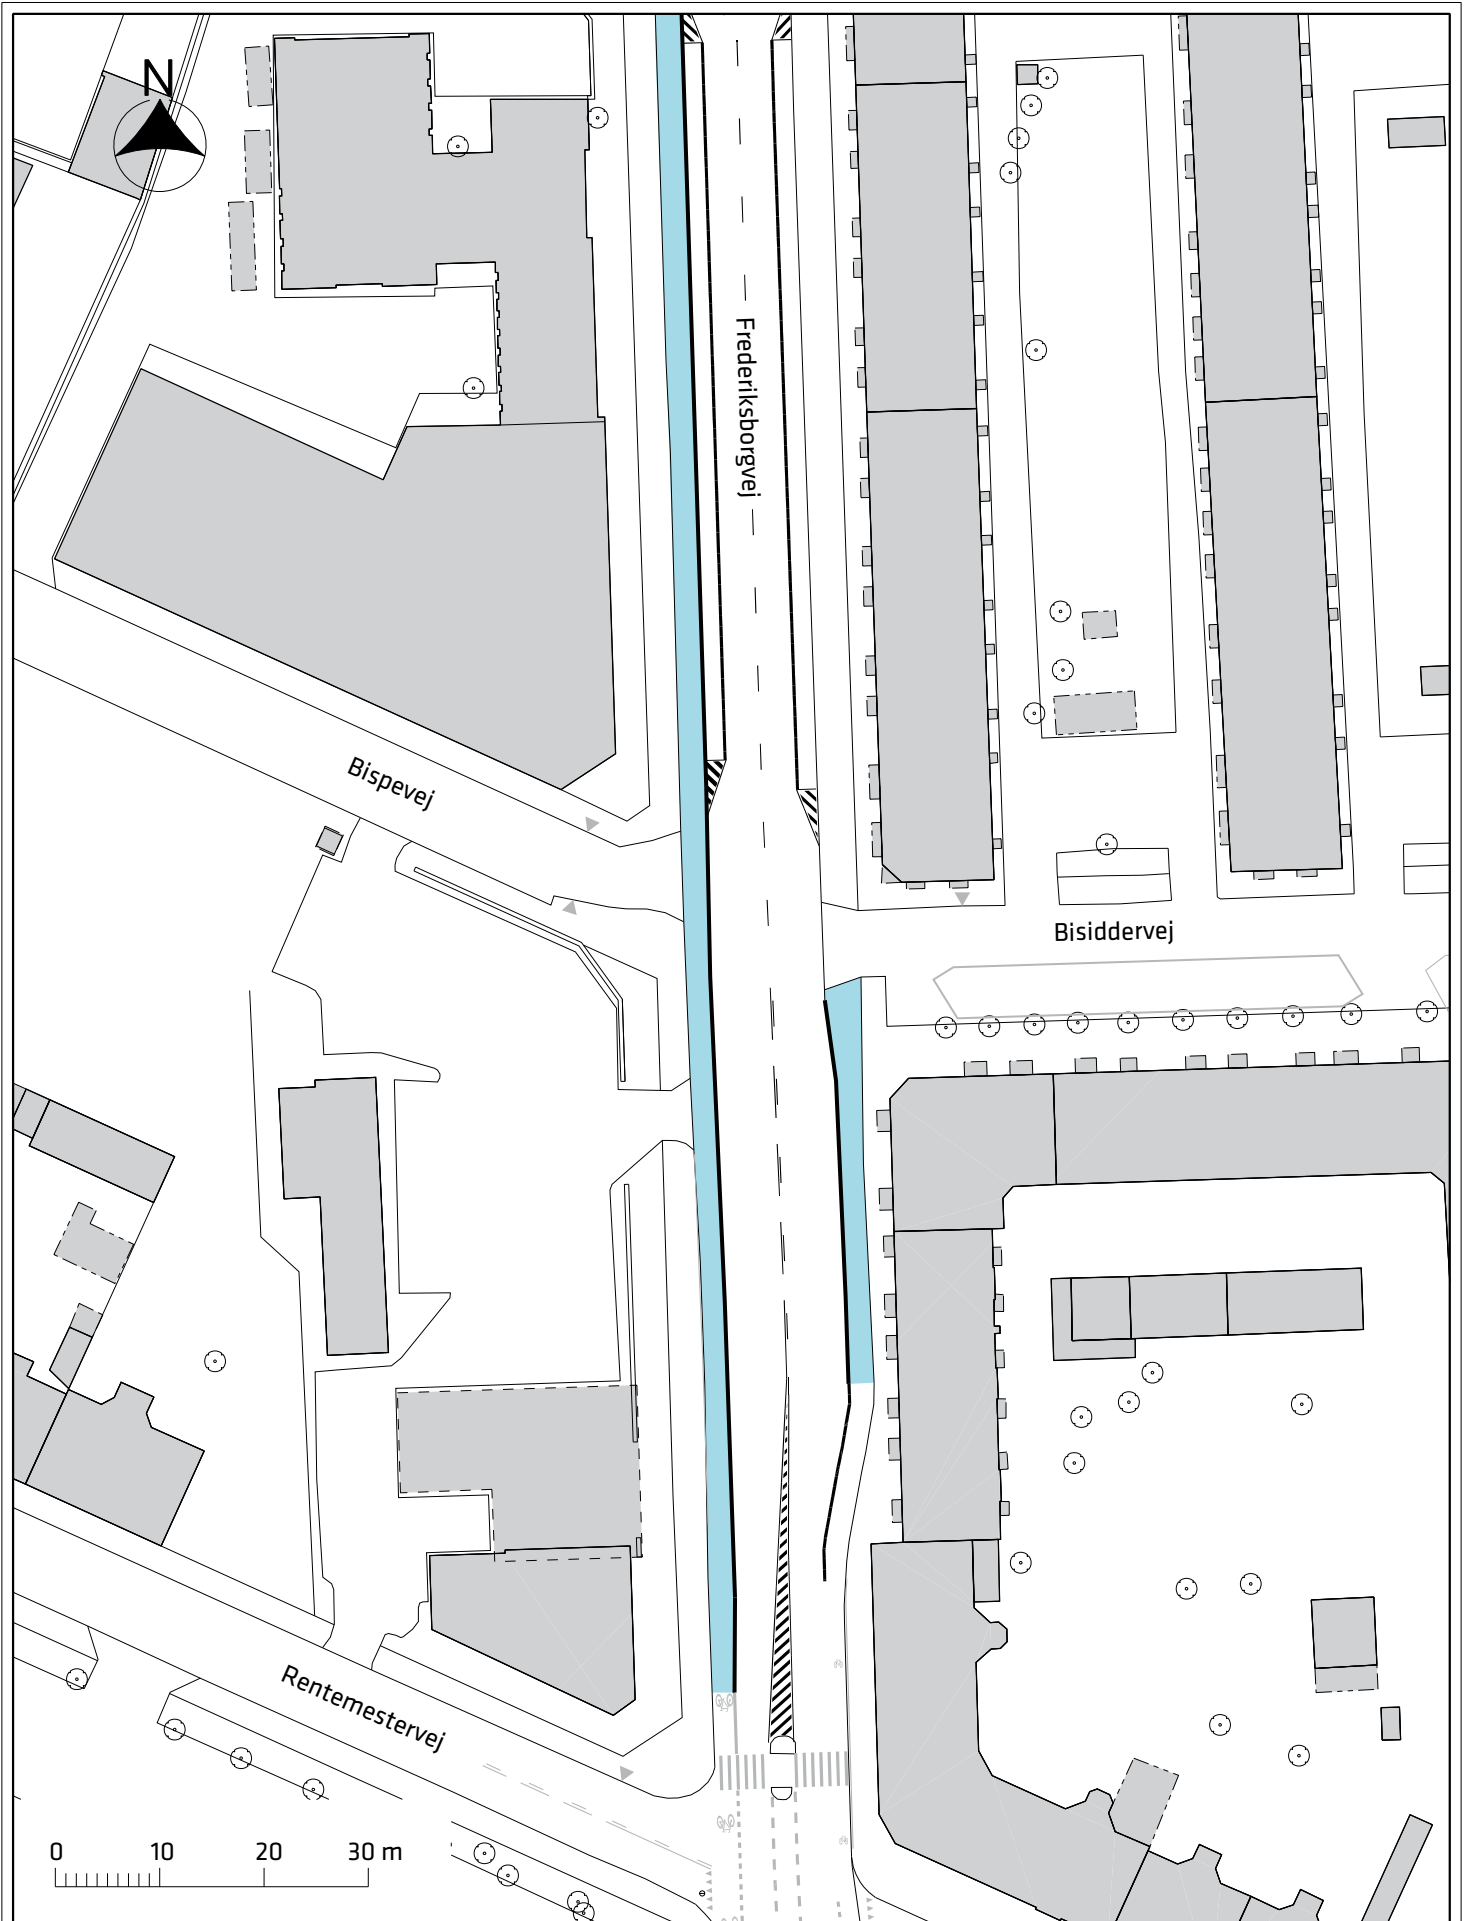 N
Frederiksborgvej
Bispevej
Bisiddervej
Rentemestervej
0 10 20 30 m